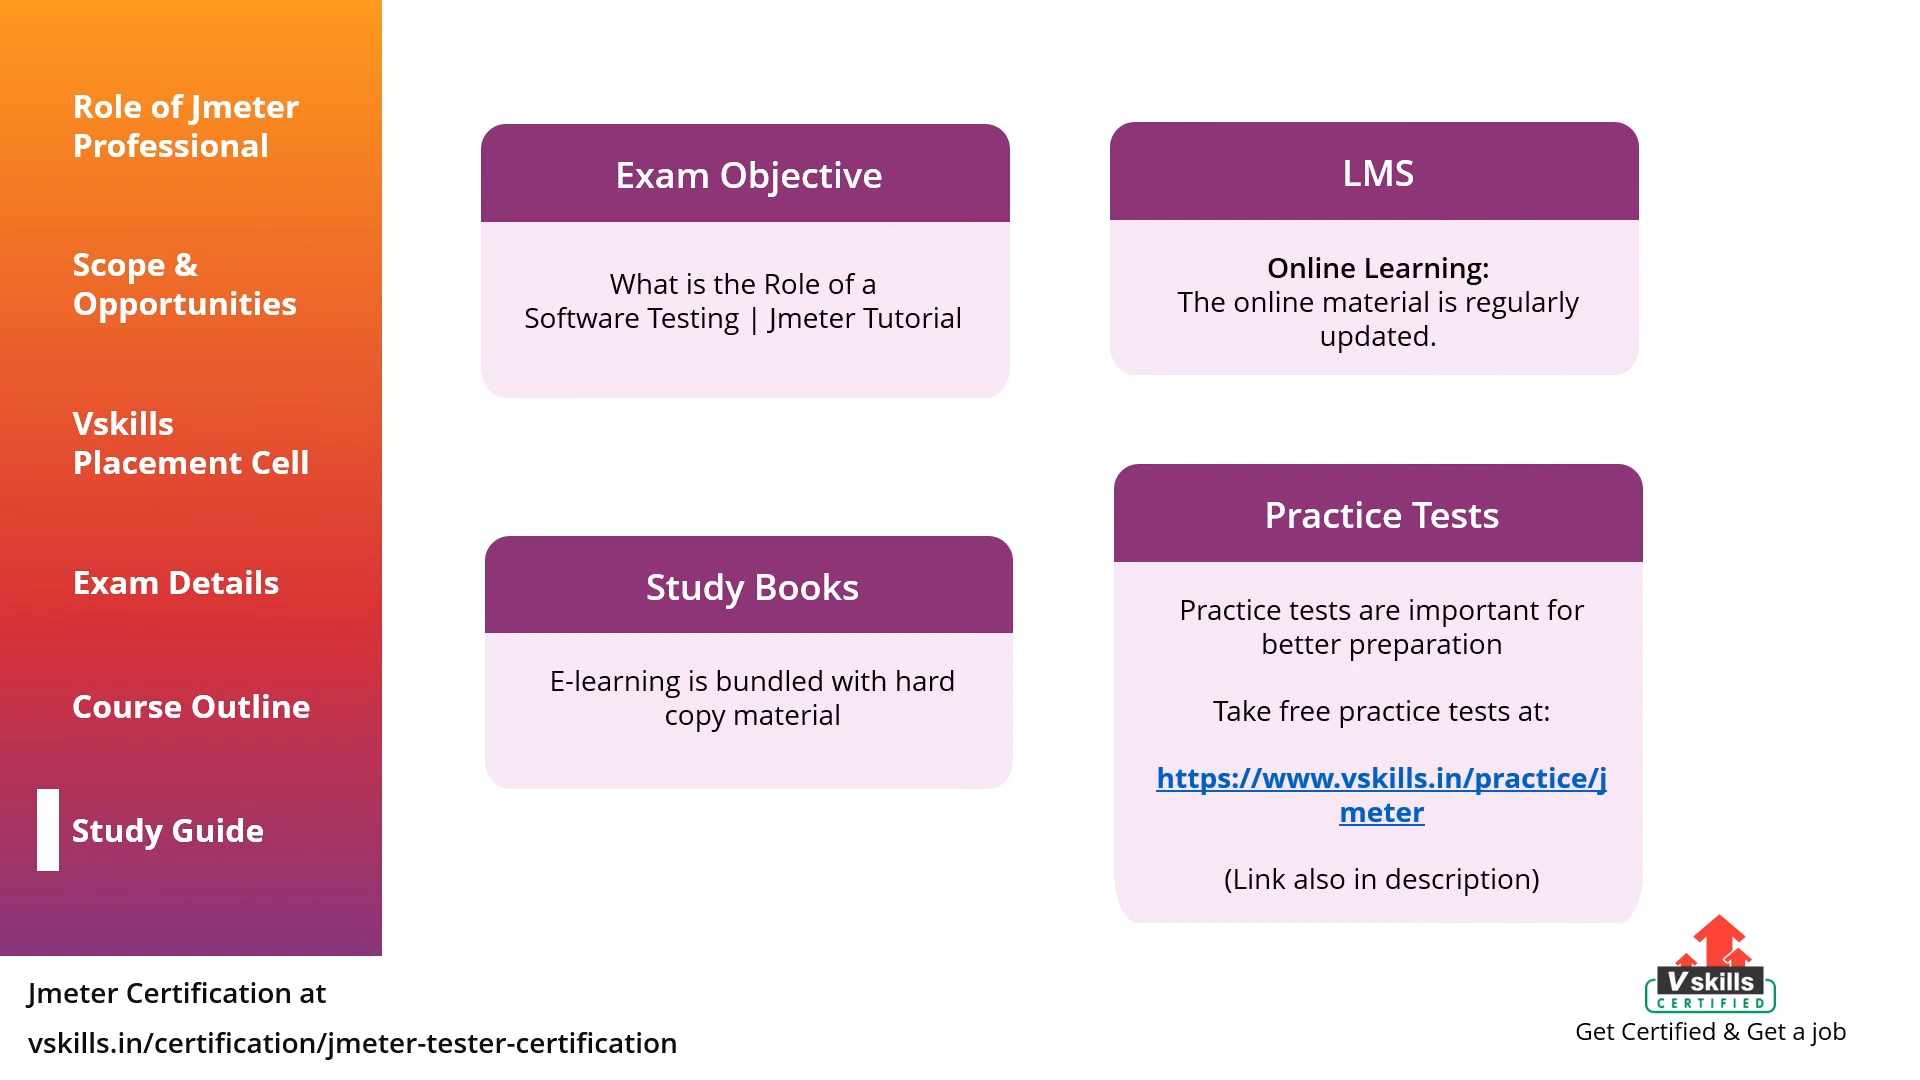 Role of Jmeter
Professional
Scope &
Opportunities
Vskills
Placement Cell
Exam Details
Course Outline
Study Guide
Exam Objective
What is the Role of a
Software Testing | Jmeter Tutorial
LMS
Online Learning:
The online material is regularly
updated.
Study Books
E-learning is bundled with hard
copy material
Practice Tests
Practice tests are important for
better preparation
Take free practice tests at:
https://www.vskills.in/practice/j
meter
(Link also in description)
Jmeter Certification at
vskills.in/certification/jmeter-tester-certification
Vskills
CERTIFIED
Get Certified & Get a job